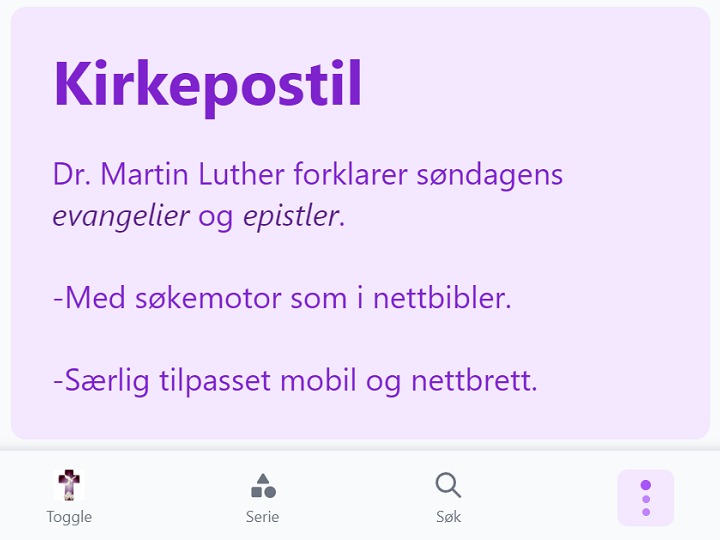 Kirkepostil
Dr. Martin Luther forklarer søndagens
evangelier og epistler.
-Med søkemotor som i nettbibler.
-Særlig tilpasset mobil og nettbrett.
Toggle
Serie
Søk